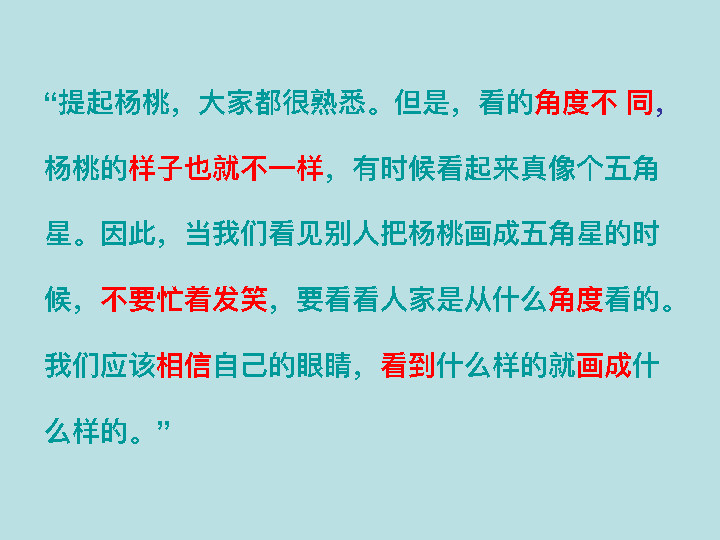 “提起杨桃，大家都很熟悉。但是，看的角度不 同，
杨桃的样子也就不一样，有时候看起来真像个五角
星。因此，当我们看见别人把杨桃画成五角星的时
候，不要忙着发笑，要看看人家是从什么角度看的。
我们应该相信自己的眼睛，看到什么样的就画成什
么样的。”